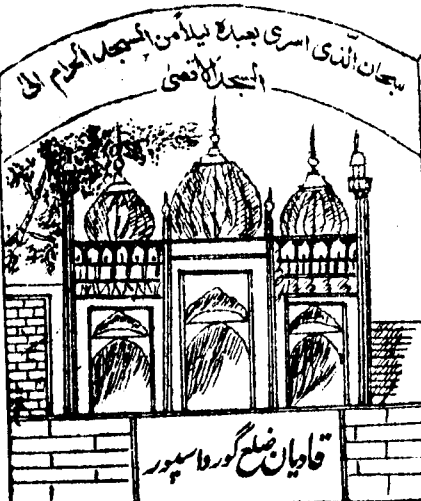 سبحان الذی اسری بعبدہ لیلاً من المسجد الحرام الی
المسجد الاقصی
قادیان ضلع گورداسپور